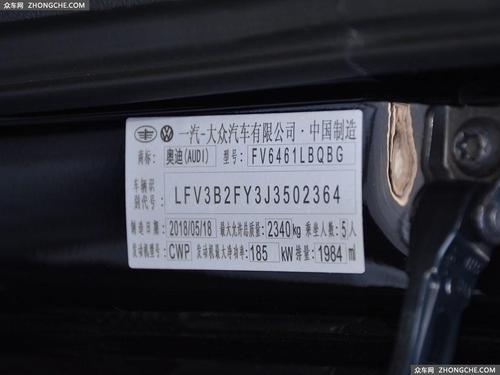 众车网 ZHONGCHE.COM
一汽-大众汽车有限公司·中国制造
商标: 奥迪(AUDI) 型号: FV6461LBQBG
车辆识
别代号: LFV3B2FY3J3502364
制造日期: 2018/05/18 最大允许总质量: 2340kg 乘坐人数: 5人
发动机型号: CWP 发动机最大净功率: 185 kW 排量: 1984 ml
众车网 ZHONGCHE.COM